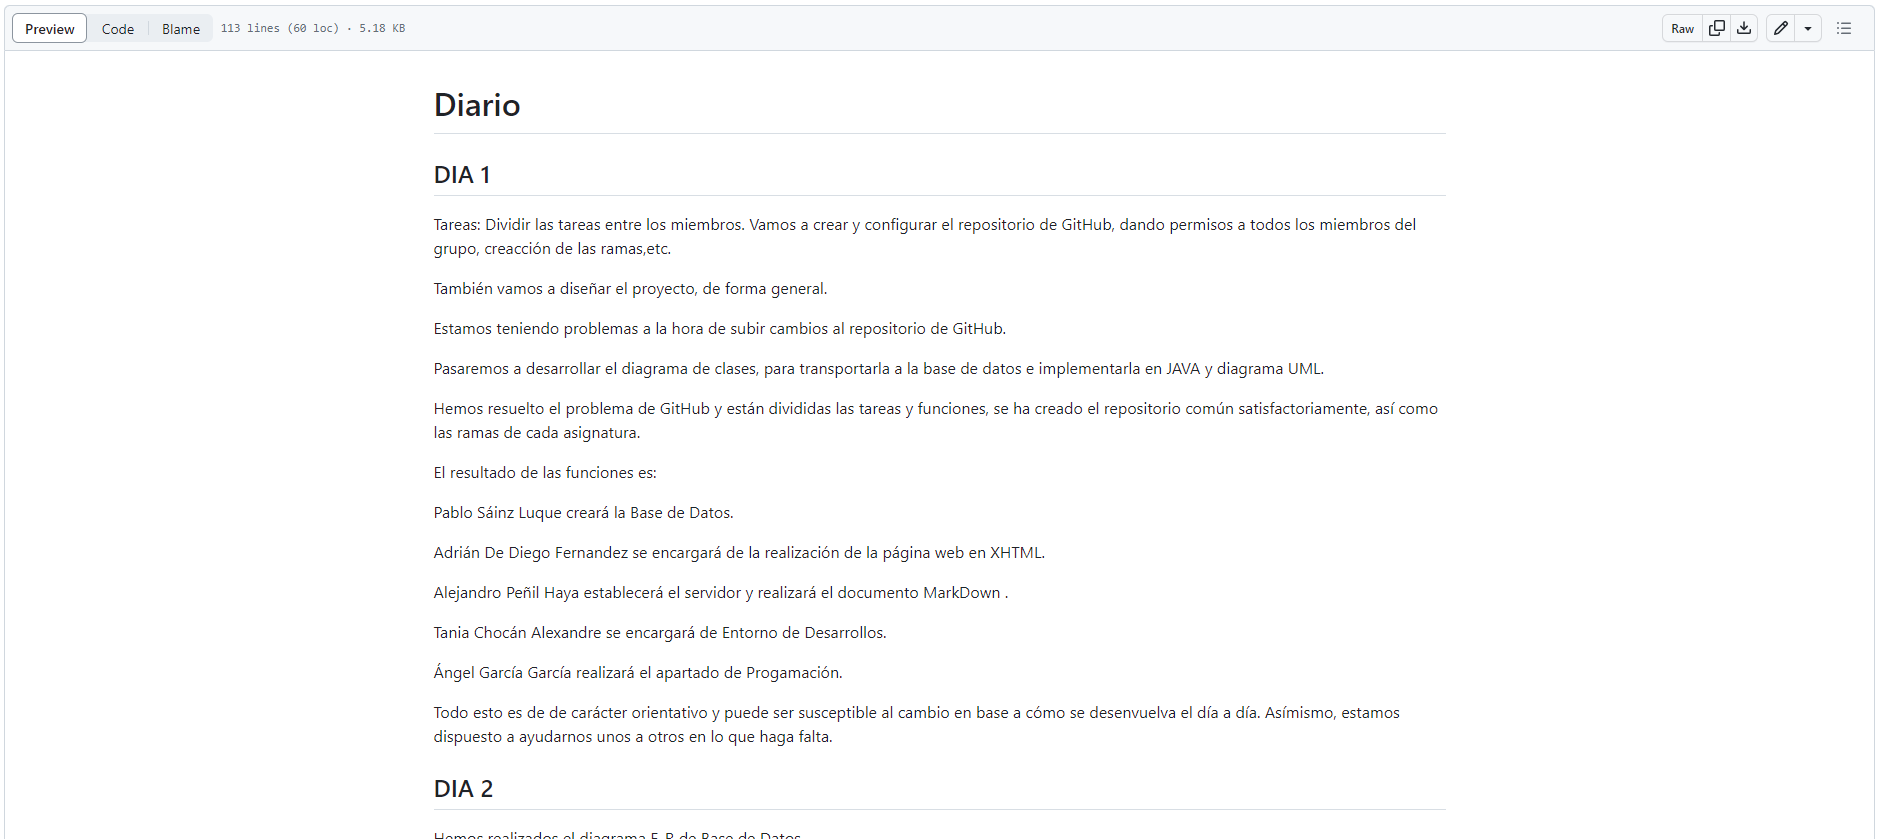 Preview Code Blame 113 lines (60 loc) · 5.18 KB Raw
Diario
DIA 1
Tareas: Dividir las tareas entre los miembros. Vamos a crear y configurar el repositorio de GitHub, dando permisos a todos los miembros del
grupo, creacción de las ramas,etc.
También vamos a diseñar el proyecto, de forma general.
Estamos teniendo problemas a la hora de subir cambios al repositorio de GitHub.
Pasaremos a desarrollar el diagrama de clases, para transportarla a la base de datos e implementarla en JAVA y diagrama UML.
Hemos resuelto el problema de GitHub y están divididas las tareas y funciones, se ha creado el repositorio común satisfactoriamente, así como
las ramas de cada asignatura.
El resultado de las funciones es:
Pablo Sáinz Luque creará la Base de Datos.
Adrián De Diego Fernandez se encargará de la realización de la página web en XHTML.
Alejandro Peñil Haya establecerá el servidor y realizará el documento MarkDown .
Tania Chocán Alexandre se encargará de Entorno de Desarrollos.
Ángel García García realizará el apartado de Progamación.
Todo esto es de de carácter orientativo y puede ser susceptible al cambio en base a cómo se desenvuelva el día a día. Asímismo, estamos
dispuesto a ayudarnos unos a otros en lo que haga falta.
DIA 2
Hemos realizados el diagrama E-R de Base de Datos